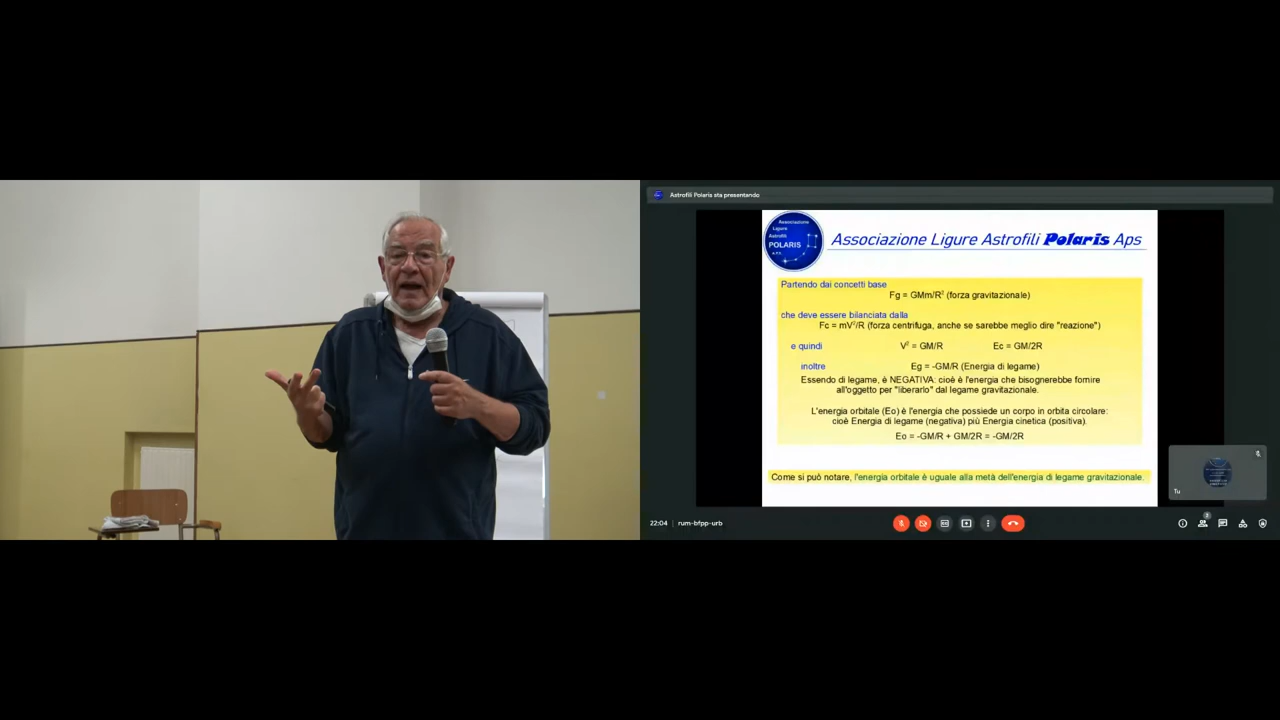 Astrofili Polaris sta presentando
Associazione
Ligure
Astrofili
POLARIS
A.P.S.
Associazione Ligure Astrofili Polaris Aps
Partendo dai concetti base
Fg = GMm/R² (forza gravitazionale)
che deve essere bilanciata dalla
Fc = mV²/R (forza centrifuga, anche se sarebbe meglio dire "reazione")
e quindi V² = GM/R Ec = GM/2R
inoltre Eg = -GM/R (Energia di legame)
Essendo di legame, è NEGATIVA: cioè è l'energia che bisognerebbe fornire
all'oggetto per "liberarlo" dal legame gravitazionale.
L'energia orbitale (Eo) è l'energia che possiede un corpo in orbita circolare:
cioè Energia di legame (negativa) più Energia cinetica (positiva).
Eo = -GM/R + GM/2R = -GM/2R
Come si può notare, l'energia orbitale è uguale alla metà dell'energia di legame gravitazionale.
Tu
22:04 | rum-bfpp-urb
3